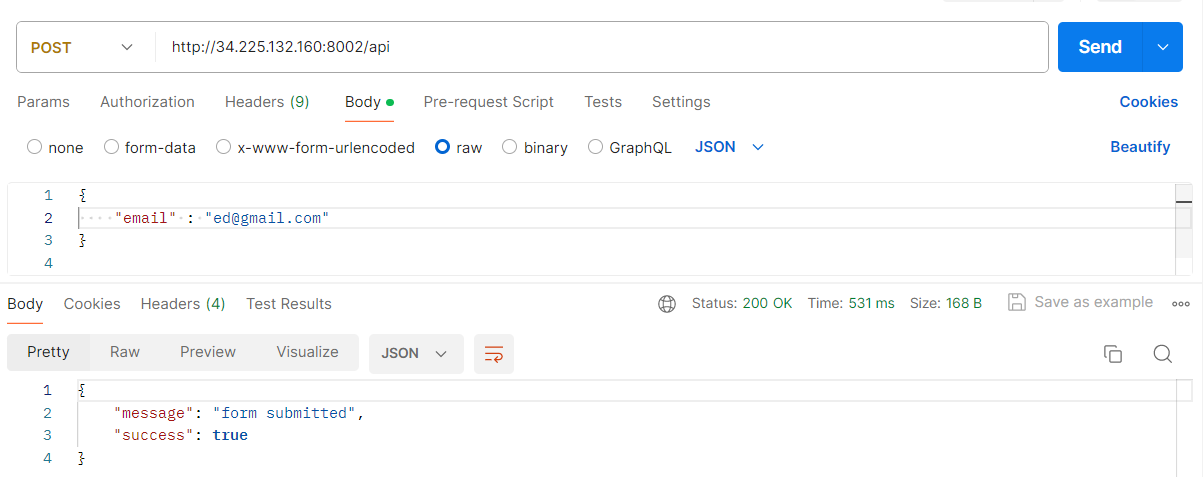 POST http://34.225.132.160:8002/api Send
Params Authorization Headers (9) Body Pre-request Script Tests Settings Cookies
none form-data x-www-form-urlencoded raw binary GraphQL JSON Beautify
1 {
2 "email" : "ed@gmail.com"
3 }
4
Body Cookies Headers (4) Test Results Status: 200 OK Time: 531 ms Size: 168 B Save as example
Pretty Raw Preview Visualize JSON
1 {
2 "message": "form submitted",
3 "success": true
4 }